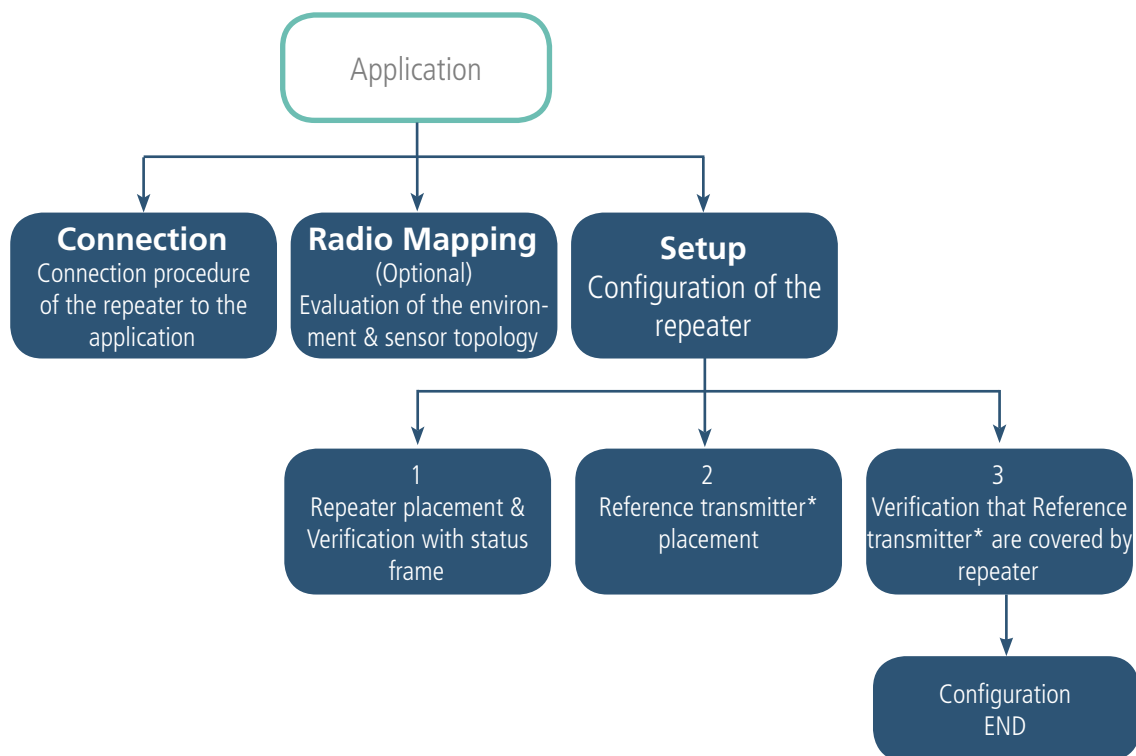 Application
Connection
Connection procedure
of the repeater to the
application
Radio Mapping
(Optional)
Evaluation of the environ-
ment & sensor topology
Setup
Configuration of the
repeater
1
Repeater placement &
Verification with status
frame
2
Reference transmitter*
placement
3
Verification that Reference
transmitter* are covered by
repeater
Configuration
END